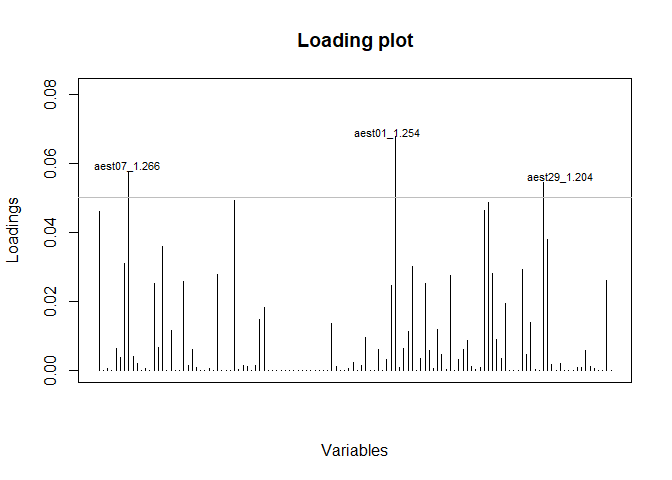 Loading plot
0.08
0.06
0.04
0.02
0.00
Loadings
aest01_1.254
aest07_1.266
aest29_1.204
Variables